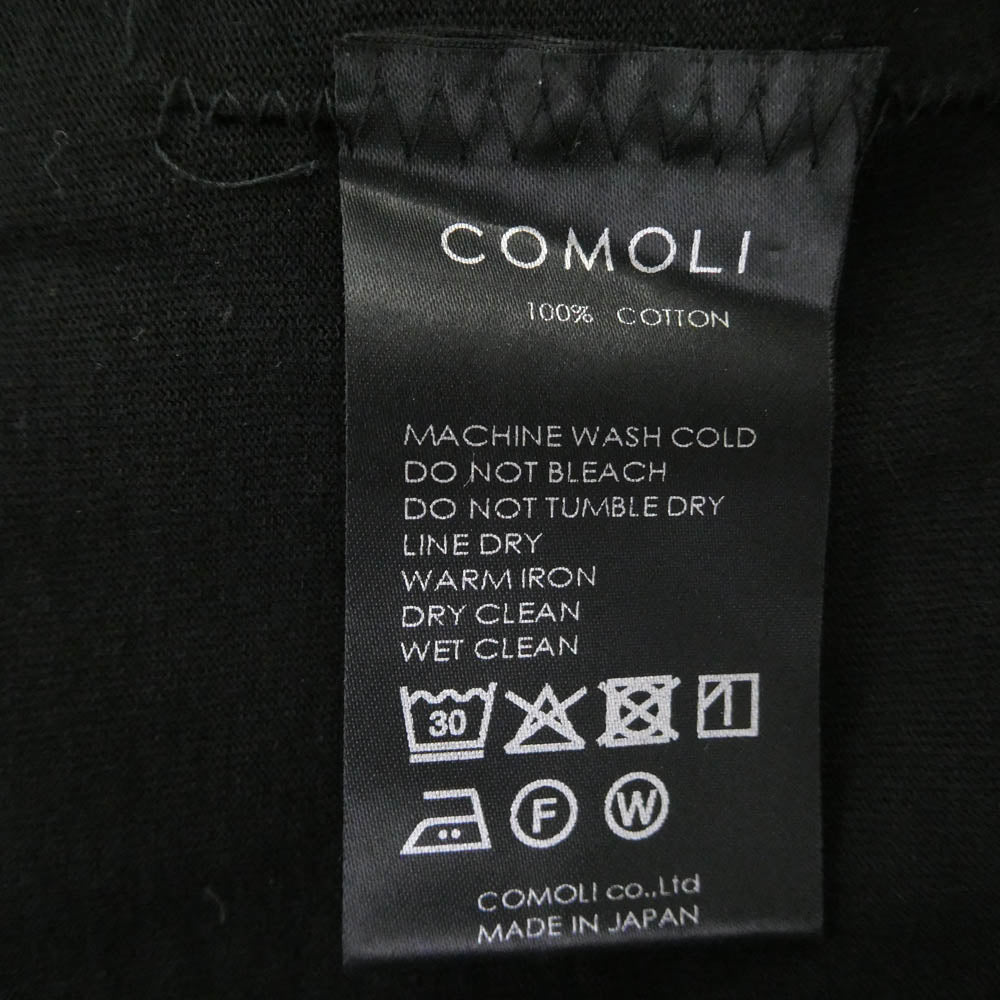 COMOLI
100% COTTON
MACHINE WASH COLD
DO NOT BLEACH
DO NOT TUMBLE DRY
LINE DRY
WARM IRON
DRY CLEAN
WET CLEAN
30
F W
COMOLI co.,Ltd
MADE IN JAPAN